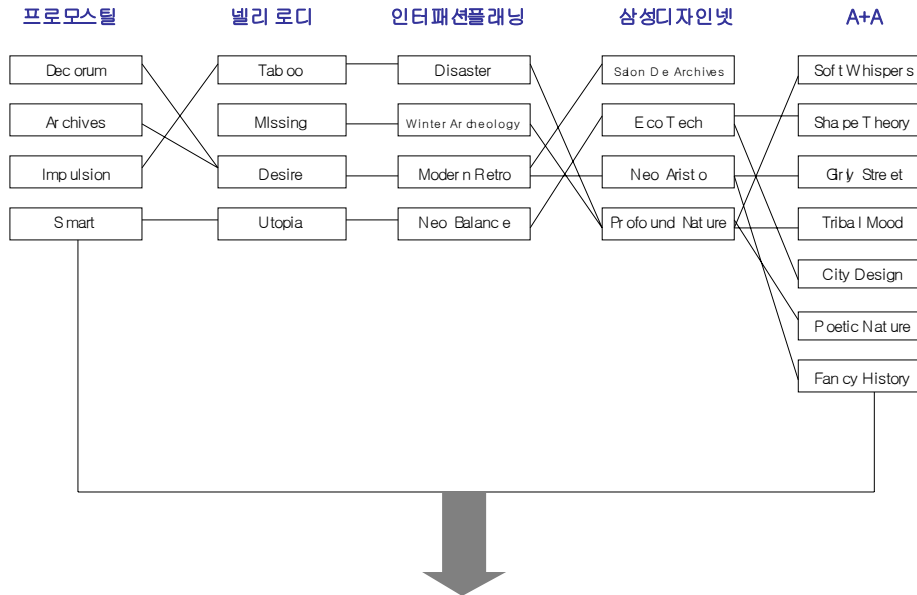 프로모스틸 넬리로디 인터패션플래닝 삼성디자인넷 A+A
Decorum Taboo Disaster Salon De Archives Soft Whispers
Archives MIssing Winter Archeology Eco Tech Shape Theory
Impulsion Desire Modern Retro Neo Aristo Girly Street
Smart Utopia Neo Balance Profound Nature Tribal Mood
City Design
Poetic Nature
Fancy History